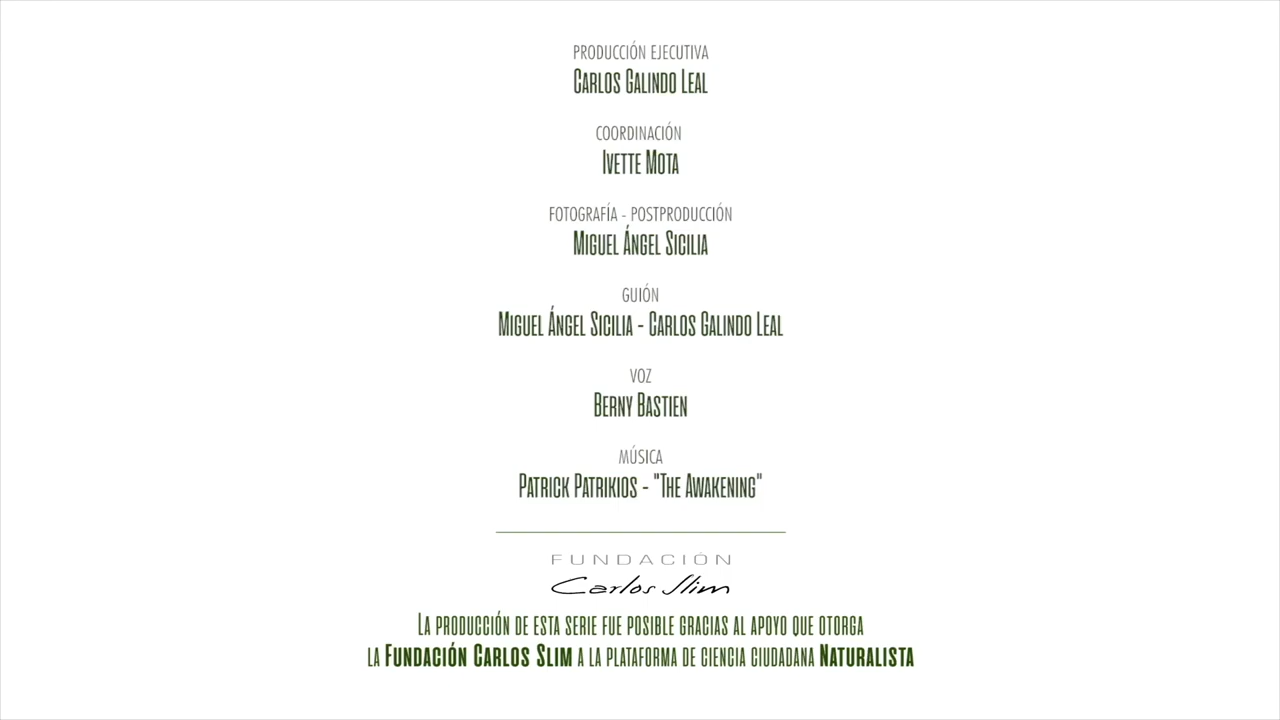 PRODUCCIÓN EJECUTIVA
CARLOS GALINDO LEAL
COORDINACIÓN
IVETTE MOTA
FOTOGRAFÍA - POSTPRODUCCIÓN
MIGUEL ÁNGEL SICILIA
GUIÓN
MIGUEL ÁNGEL SICILIA - CARLOS GALINDO LEAL
VOZ
BERNY BASTIEN
MÚSICA
PATRICK PATRIKIOS - "THE AWAKENING"
FUNDACIÓN
Carlos Slim
LA PRODUCCIÓN DE ESTA SERIE FUE POSIBLE GRACIAS AL APOYO QUE OTORGA
LA FUNDACIÓN CARLOS SLIM A LA PLATAFORMA DE CIENCIA CIUDADANA NATURALISTA